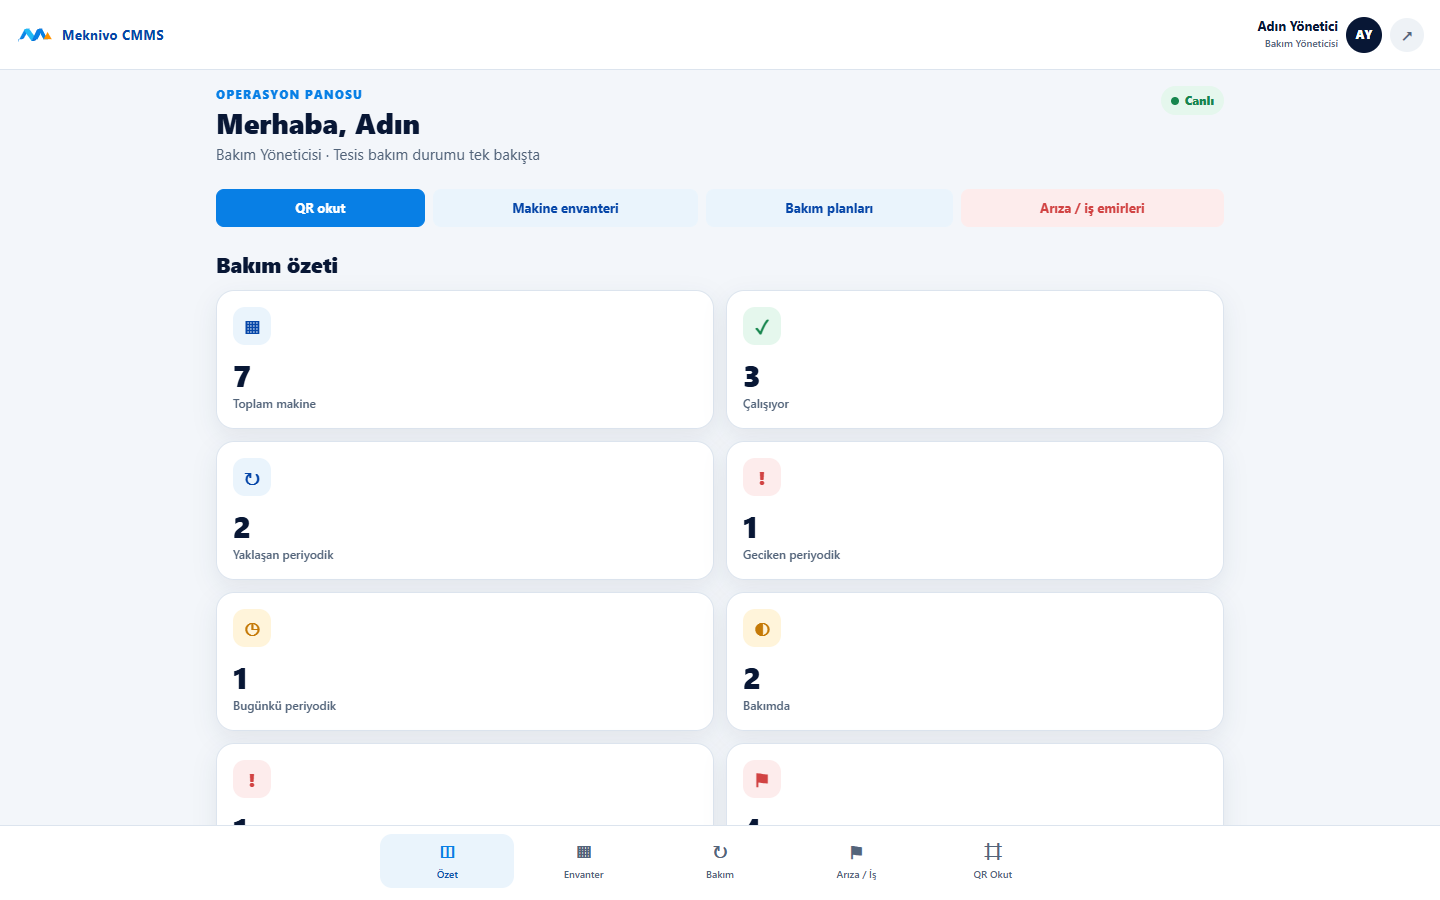 Meknivo CMMS
Adın Yönetici
Bakım Yöneticisi
AY
↗
OPERASYON PANOSU
Canlı
Merhaba, Adın
Bakım Yöneticisi · Tesis bakım durumu tek bakışta
QR okut
Makine envanteri
Bakım planları
Arıza / iş emirleri
Bakım özeti
7
Toplam makine
3
Çalışıyor
2
Yaklaşan periyodik
1
Geciken periyodik
1
Bugünkü periyodik
2
Bakımda
Özet
Envanter
Bakım
Arıza / İş
QR Okut